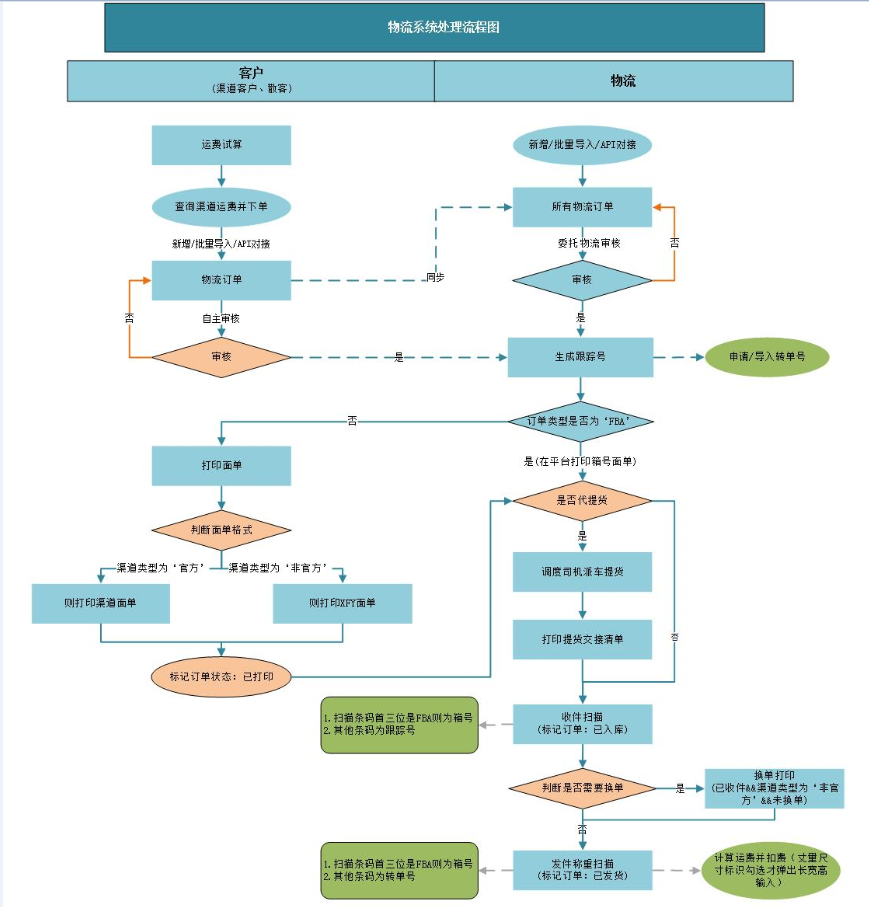 物流系统处理流程图
客户
(渠道客户、散客)
物流
运费试算
新增/批量导入/API对接
查询渠道运费并下单
所有物流订单
新增/批量导入/API对接
委托物流审核
否
物流订单
同步
审核
自主审核
否
是
审核
是
生成跟踪号
申请/导入转单号
否
订单类型是否为‘FBA’
打印面单
是(在平台打印箱号面单)
是否代提货
判断面单格式
是
渠道类型为‘官方’
渠道类型为‘非官方’
调度司机派车提货
则打印渠道面单
则打印XFY面单
打印提货交接清单
否
标记订单状态：已打印
1.扫描条码首三位是FBA则为箱号
2.其他条码为跟踪号
收件扫描
(标记订单：已入库)
判断是否需要换单
是
换单打印
(已收件&&渠道类型为‘非官
方’&&未换单)
否
1.扫描条码首三位是FBA则为箱号
2.其他条码为转单号
发件称重扫描
(标记订单：已发货)
计算运费并扣费（丈量尺
寸标识勾选才弹出长宽高
输入）